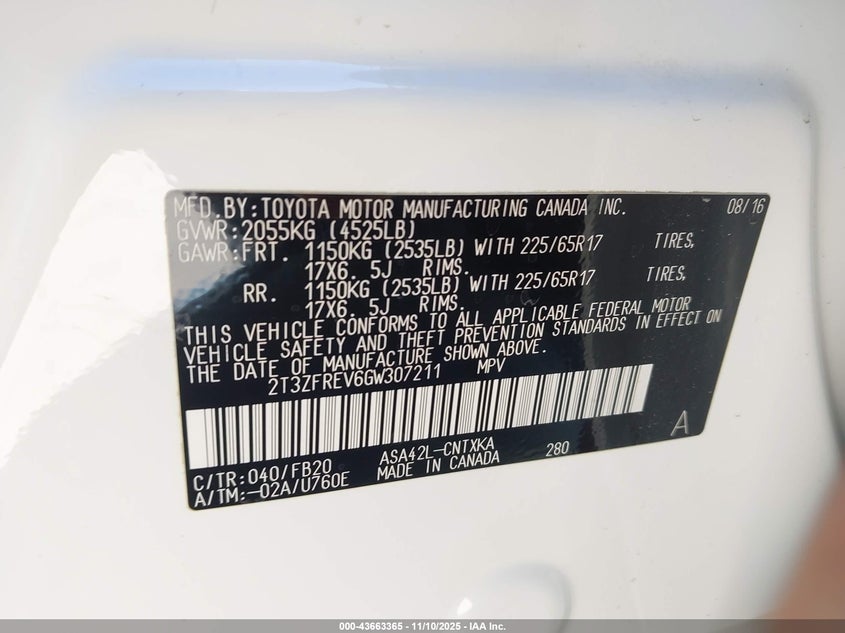 MFD.BY:TOYOTA MOTOR MANUFACTURING CANADA INC. 08/16
GVWR:2055KG (4525LB)
GAWR:FRT. 1150KG (2535LB) WITH 225/65R17 TIRES,
17X6. 5J RIMS.
RR. 1150KG (2535LB) WITH 225/65R17 TIRES,
17X6. 5J RIMS.
THIS VEHICLE CONFORMS TO ALL APPLICABLE FEDERAL MOTOR
VEHICLE SAFETY AND THEFT PREVENTION STANDARDS IN EFFECT ON
THE DATE OF MANUFACTURE SHOWN ABOVE.
2T3ZFREV6GW307211 MPV
A
C/TR:040/FB20 ASA42L-CNTXKA 280
A/TM:-02A/U760E MADE IN CANADA
000-43663365 - 11/10/2025 - IAA Inc.